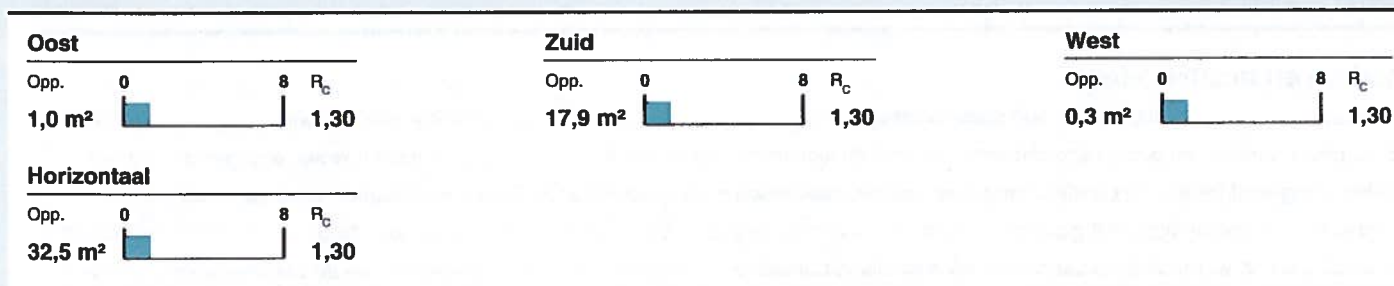 Oost
Opp. 0 8 Rc
1,0 m² 1,30
Zuid
Opp. 0 8 Rc
17,9 m² 1,30
West
Opp. 0 8 Rc
0,3 m² 1,30
Horizontaal
Opp. 0 8 Rc
32,5 m² 1,30